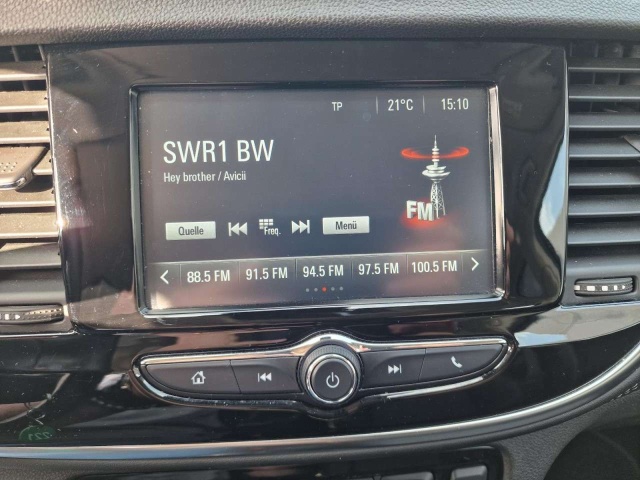 TP 21°C 15:10
SWR1 BW
Hey brother / Avicii
FM
Quelle Freq. Menü
88.5 FM 91.5 FM 94.5 FM 97.5 FM 100.5 FM